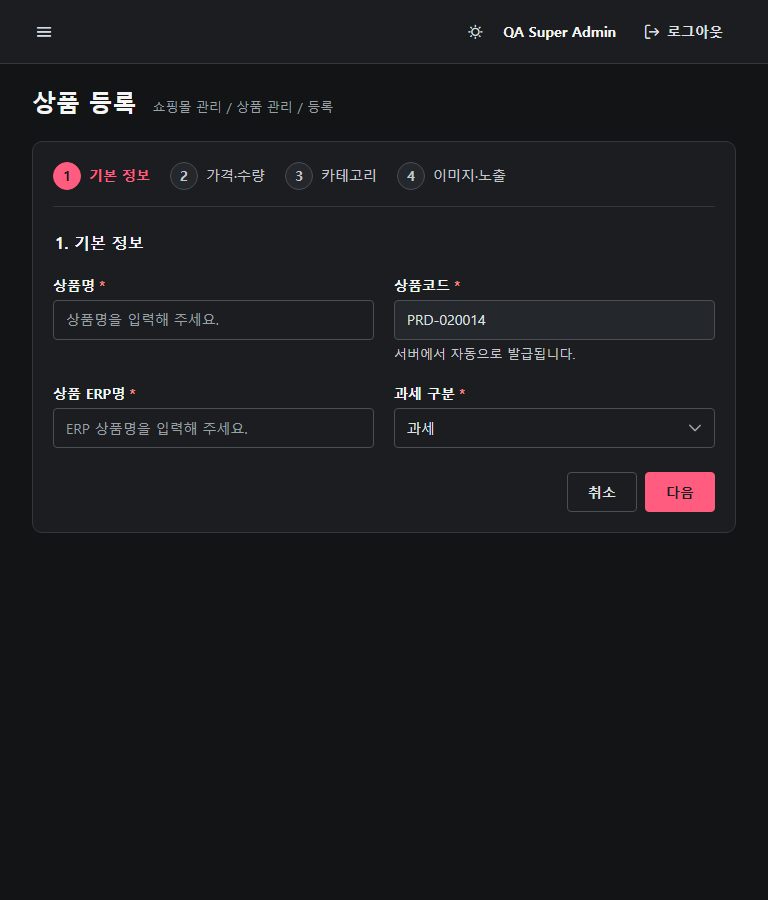 QA Super Admin 로그아웃
상품 등록 쇼핑몰 관리 / 상품 관리 / 등록
1 기본 정보 2 가격·수량 3 카테고리 4 이미지·노출
1. 기본 정보
상품명 * 상품코드 *
상품명을 입력해 주세요. PRD-020014
서버에서 자동으로 발급됩니다.
상품 ERP명 * 과세 구분 *
ERP 상품명을 입력해 주세요. 과세
취소 다음